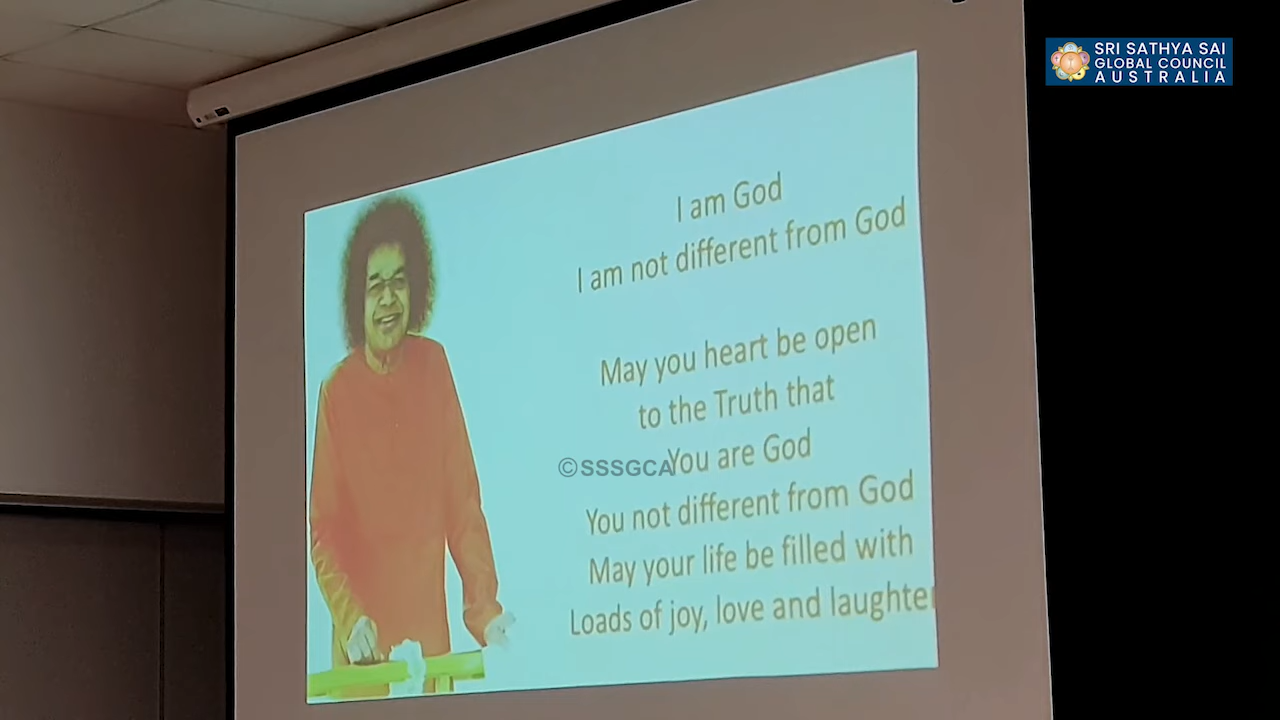 SRI SATHYA SAI
GLOBAL COUNCIL
AUSTRALIA
I am God
I am not different from God
May you heart be open
to the Truth that
©SSSGCA
You are God
You not different from God
May your life be filled with
Loads of joy, love and laughter